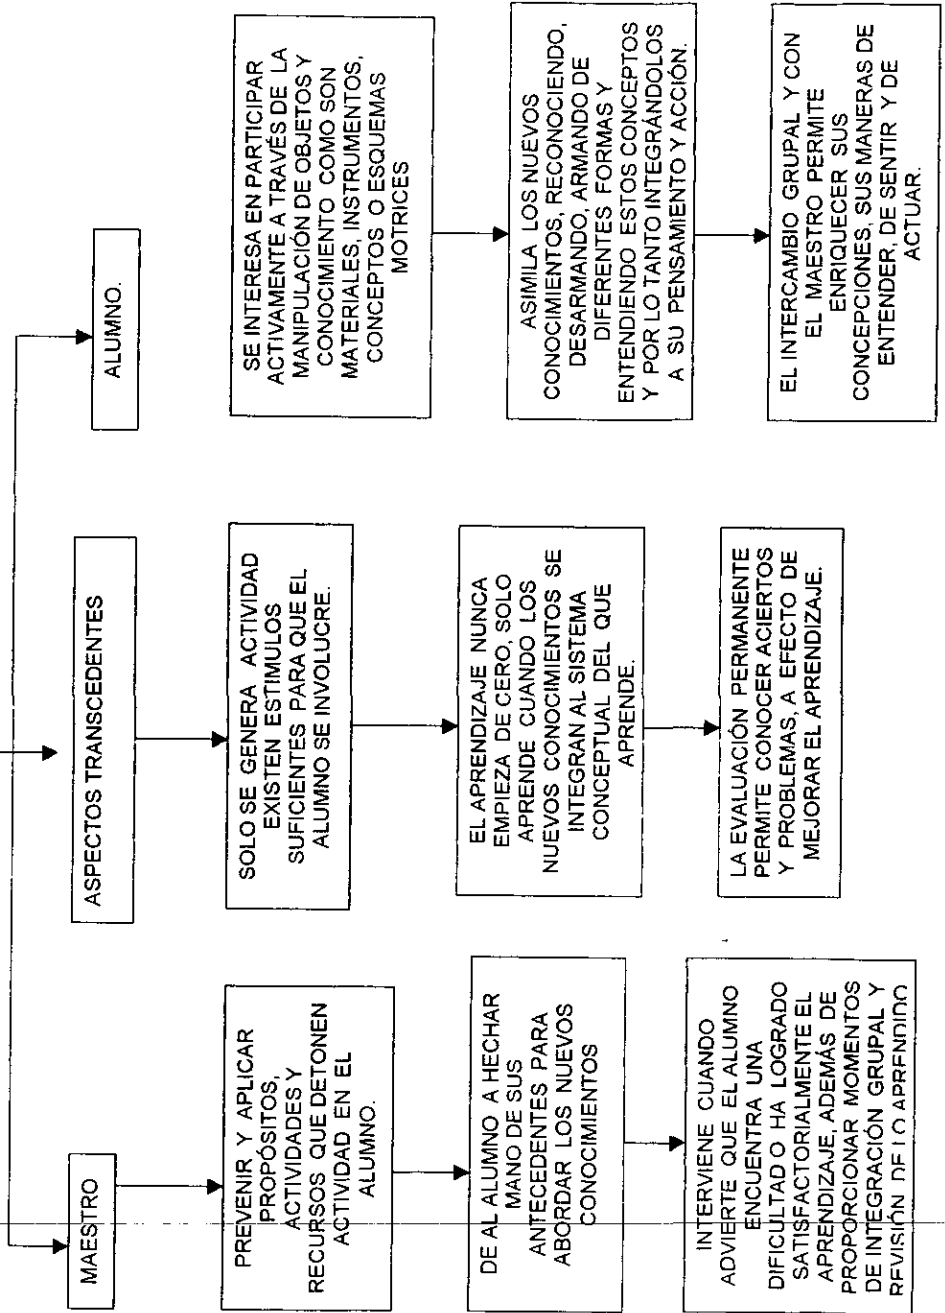 MAESTRO
PREVENIR Y APLICAR
PROPÓSITOS,
ACTIVIDADES Y
RECURSOS QUE DETONEN
ACTIVIDAD EN EL
ALUMNO.
DE AL ALUMNO A HECHAR
MANO DE SUS
ANTECEDENTES PARA
ABORDAR LOS NUEVOS
CONOCIMIENTOS
INTERVIENE CUANDO
ADVIERTE QUE EL ALUMNO
ENCUENTRA UNA
DIFICULTAD O HA LOGRADO
SATISFACTORIALMENTE EL
APRENDIZAJE, ADEMÁS DE
PROPORCIONAR MOMENTOS
DE INTEGRACIÓN GRUPAL Y
REVISIÓN DE LO APRENDIDO
ASPECTOS TRANSCEDENTES
SOLO SE GENERA ACTIVIDAD
EXISTEN ESTIMULOS
SUFICIENTES PARA QUE EL
ALUMNO SE INVOLUCRE.
EL APRENDIZAJE NUNCA
EMPIEZA DE CERO, SOLO
APRENDE CUANDO LOS
NUEVOS CONOCIMIENTOS SE
INTEGRAN AL SISTEMA
CONCEPTUAL DEL QUE
APRENDE.
LA EVALUACIÓN PERMANENTE
PERMITE CONOCER ACIERTOS
Y PROBLEMAS, A EFECTO DE
MEJORAR EL APRENDIZAJE.
ALUMNO.
SE INTERESA EN PARTICIPAR
ACTIVAMENTE A TRAVÉS DE LA
MANIPULACIÓN DE OBJETOS Y
CONOCIMIENTO COMO SON
MATERIALES, INSTRUMENTOS,
CONCEPTOS O ESQUEMAS
MOTRICES
ASIMILA LOS NUEVOS
CONOCIMIENTOS, RECONOCIENDO,
DESARMANDO, ARMANDO DE
DIFERENTES FORMAS Y
ENTENDIENDO ESTOS CONCEPTOS
Y POR LO TANTO INTEGRÁNDOLOS
A SU PENSAMIENTO Y ACCIÓN.
EL INTERCAMBIO GRUPAL Y CON
EL MAESTRO PERMITE
ENRIQUECER SUS
CONCEPCIONES, SUS MANERAS DE
ENTENDER, DE SENTIR Y DE
ACTUAR.